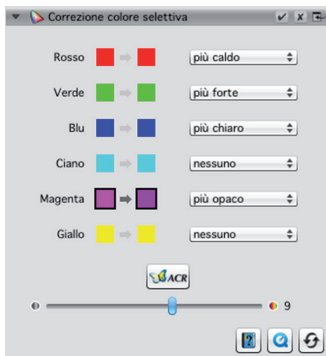 Correzione colore selettiva
Rosso più caldo
Verde più forte
Blu più chiaro
Ciano nessuno
Magenta più opaco
Giallo nessuno
ACR
9